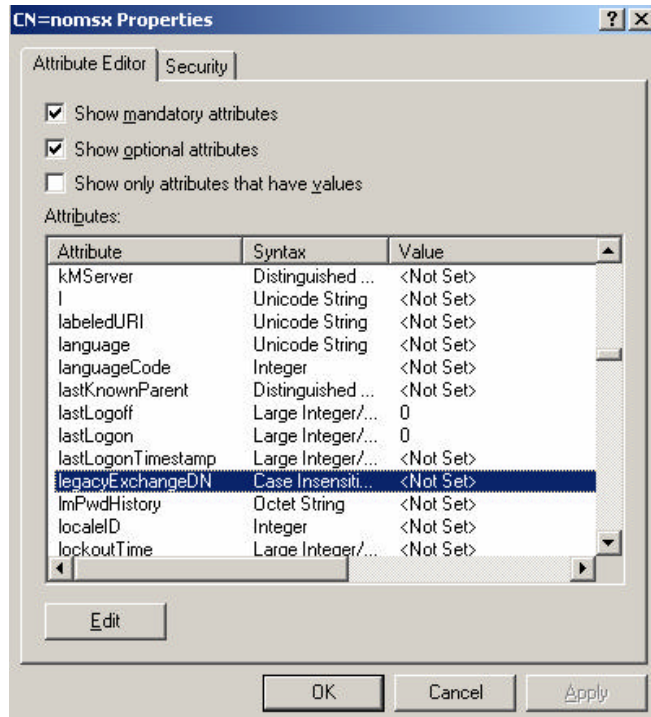 CN=nomsx Properties
Attribute Editor Security
Show mandatory attributes
Show optional attributes
Show only attributes that have values
Attributes:
Attribute Syntax Value
kMServer Distinguished ... <Not Set>
l Unicode String <Not Set>
labeledURI Unicode String <Not Set>
language Unicode String <Not Set>
languageCode Integer <Not Set>
lastKnownParent Distinguished ... <Not Set>
lastLogoff Large Integer/... 0
lastLogon Large Integer/... 0
lastLogonTimestamp Large Integer/... <Not Set>
legacyExchangeDN Case Insensiti... <Not Set>
lmPwdHistory Octet String <Not Set>
localeID Integer <Not Set>
lockoutTime Large Integer/... <Not Set>
Edit
OK Cancel Apply